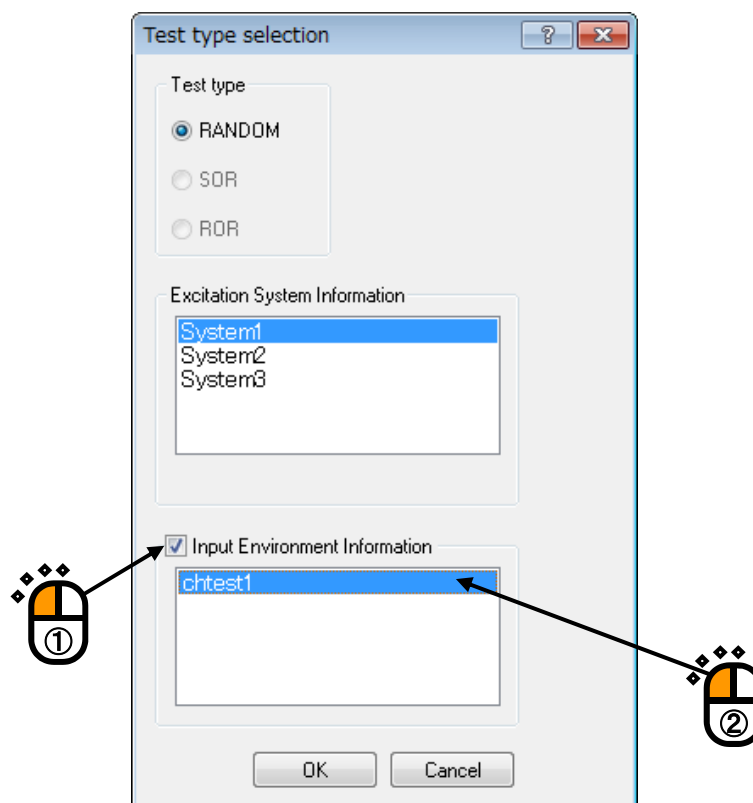 Test type selection
?
Test type
RANDOM
SOR
ROR
Excitation System Information
System1
System2
System3
Input Environment Information
chtest1
①
②
OK
Cancel